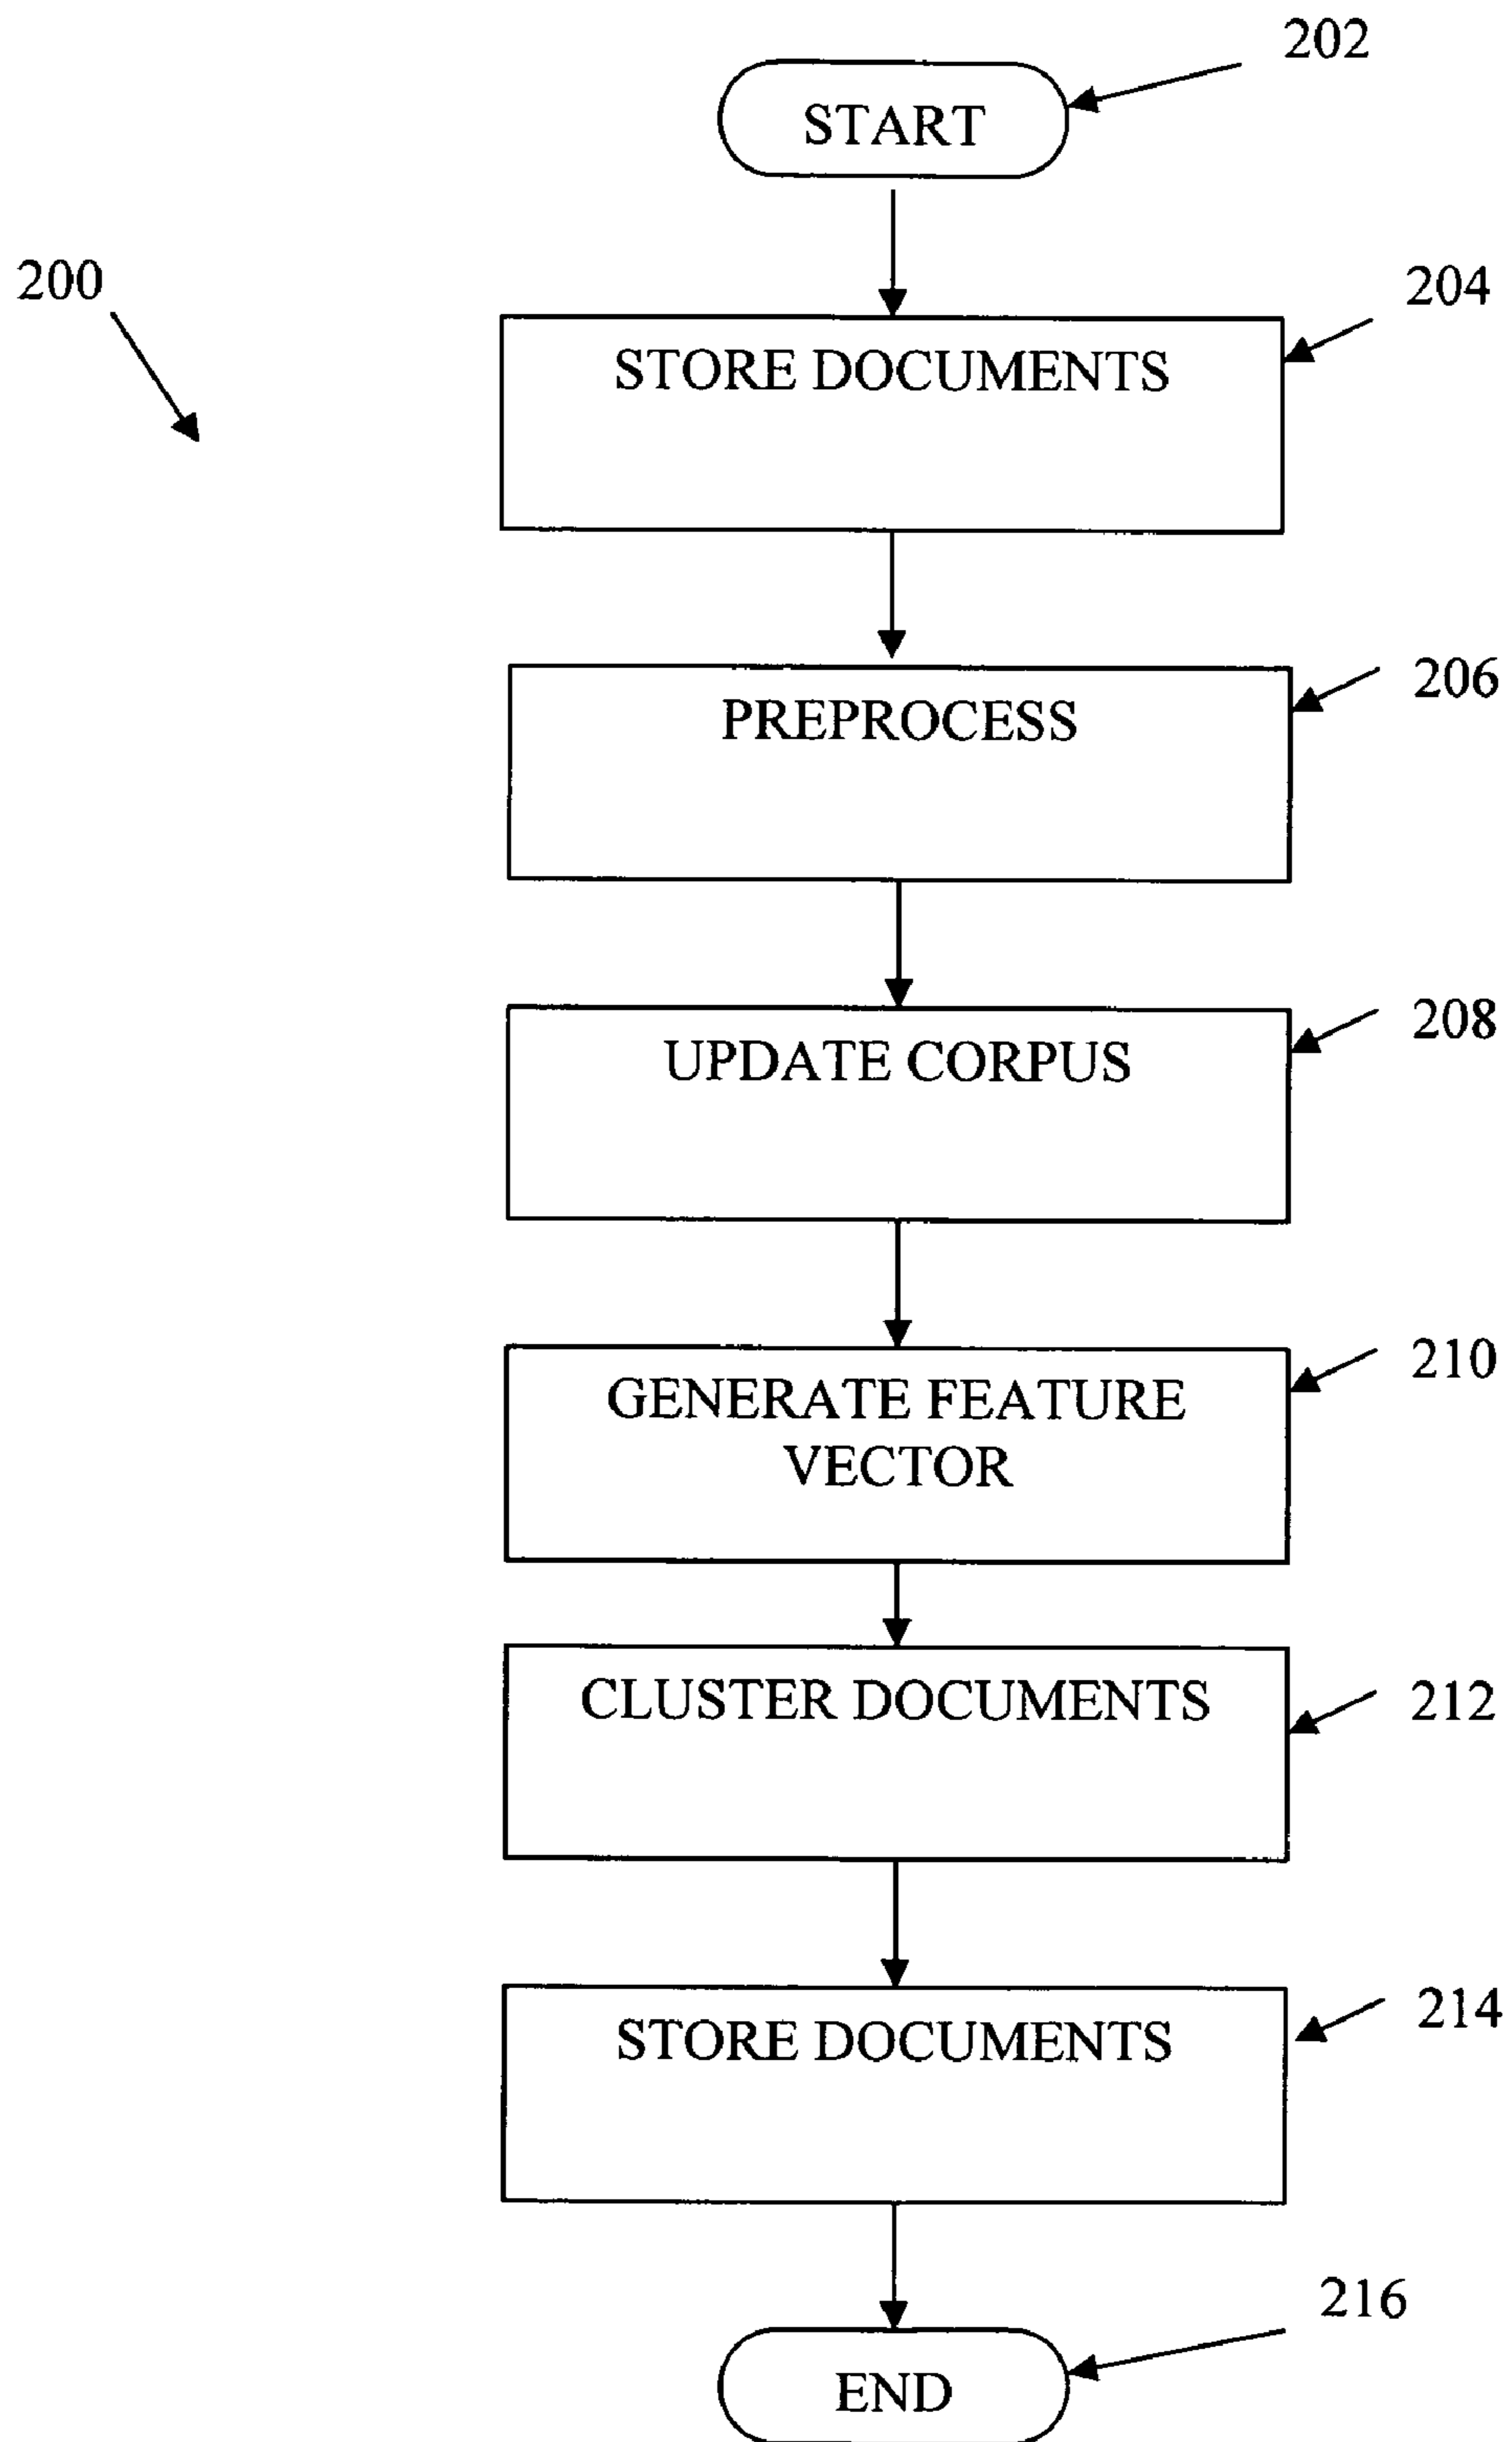 202
START
200
204
STORE DOCUMENTS
206
PREPROCESS
208
UPDATE CORPUS
210
GENERATE FEATURE
VECTOR
212
CLUSTER DOCUMENTS
214
STORE DOCUMENTS
216
END